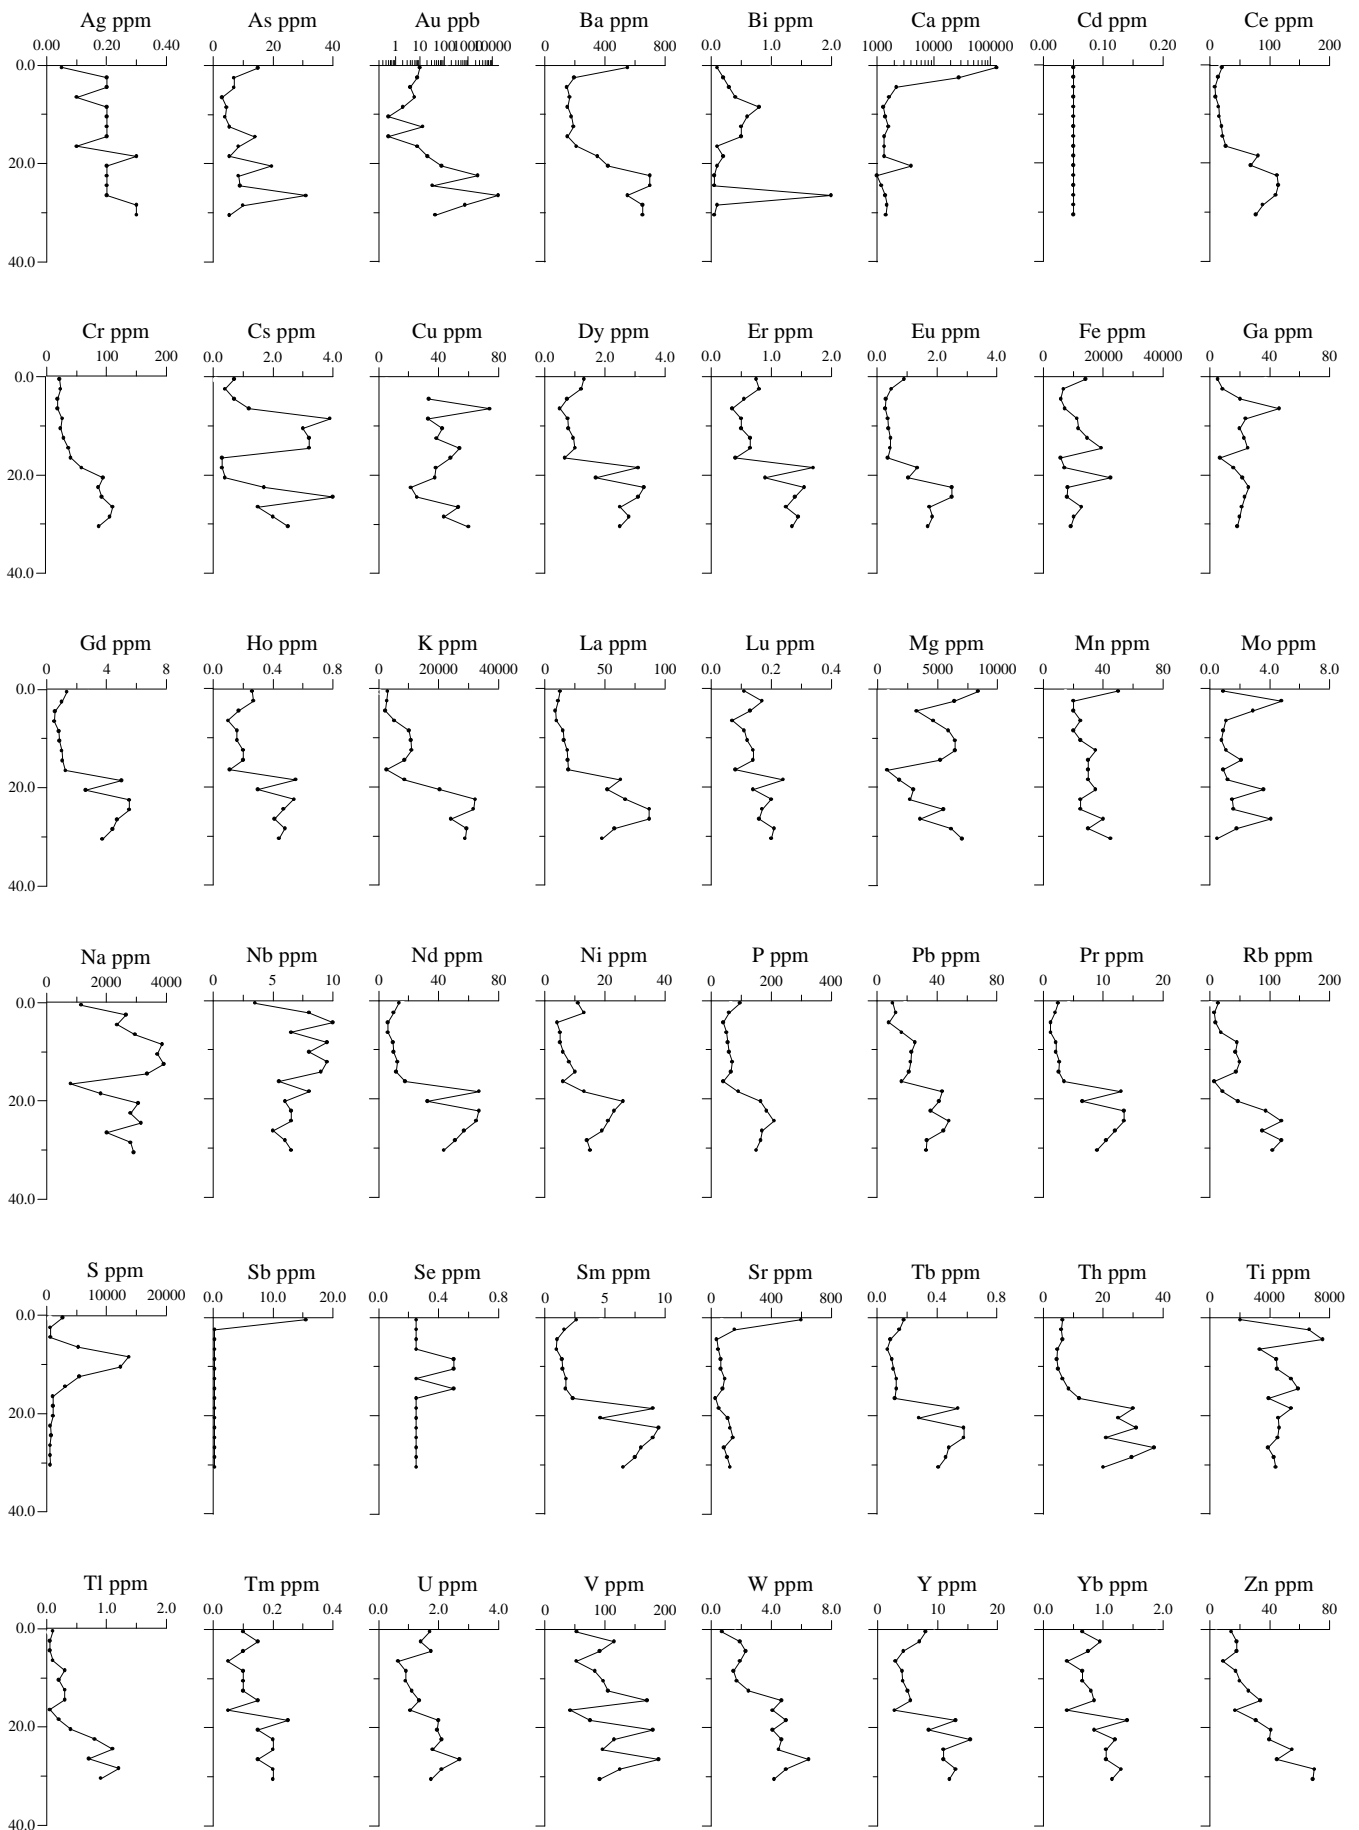 Ag ppm As ppm Au ppb Ba ppm Bi ppm Ca ppm Cd ppm Ce ppm
0.00 0.20 0.40 0 20 40 1 10 100 1000 10000 0 400 800 0.0 1.0 2.0 1000 10000 100000 0.00 0.10 0.20 0 100 200
0.0
20.0
40.0
Cr ppm Cs ppm Cu ppm Dy ppm Er ppm Eu ppm Fe ppm Ga ppm
0 100 200 0.0 2.0 4.0 0 40 80 0.0 2.0 4.0 0.0 1.0 2.0 0.0 2.0 4.0 0 20000 40000 0 40 80
0.0
20.0
40.0
Gd ppm Ho ppm K ppm La ppm Lu ppm Mg ppm Mn ppm Mo ppm
0 4 8 0.0 0.4 0.8 0 20000 40000 0 50 100 0.0 0.2 0.4 0 5000 10000 0 40 80 0.0 4.0 8.0
0.0
20.0
40.0
Na ppm Nb ppm Nd ppm Ni ppm P ppm Pb ppm Pr ppm Rb ppm
0 2000 4000 0 5 10 0 40 80 0 20 40 0 200 400 0 40 80 0 10 20 0 100 200
0.0
20.0
40.0
S ppm Sb ppm Se ppm Sm ppm Sr ppm Tb ppm Th ppm Ti ppm
0 10000 20000 0.0 10.0 20.0 0.0 0.4 0.8 0 5 10 0 400 800 0.0 0.4 0.8 0 20 40 0 4000 8000
0.0
20.0
40.0
Tl ppm Tm ppm U ppm V ppm W ppm Y ppm Yb ppm Zn ppm
0.0 1.0 2.0 0.0 0.2 0.4 0.0 2.0 4.0 0 100 200 0.0 4.0 8.0 0 10 20 0.0 1.0 2.0 0 40 80
0.0
20.0
40.0